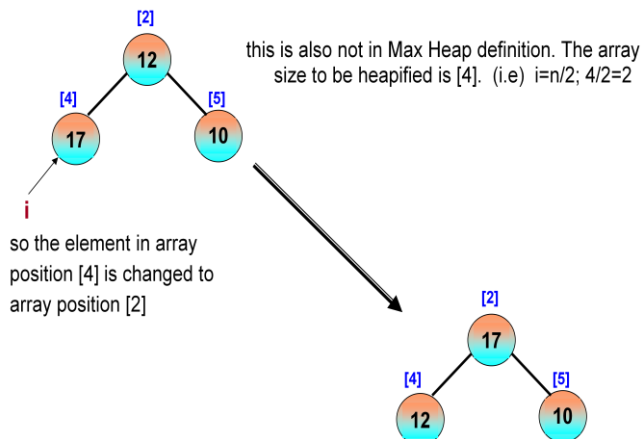 [2]
12
this is also not in Max Heap definition. The array
size to be heapified is [4]. (i.e) i=n/2; 4/2=2
[4]
[5]
17
10
i
so the element in array
position [4] is changed to
array position [2]
[2]
17
[4]
[5]
12
10